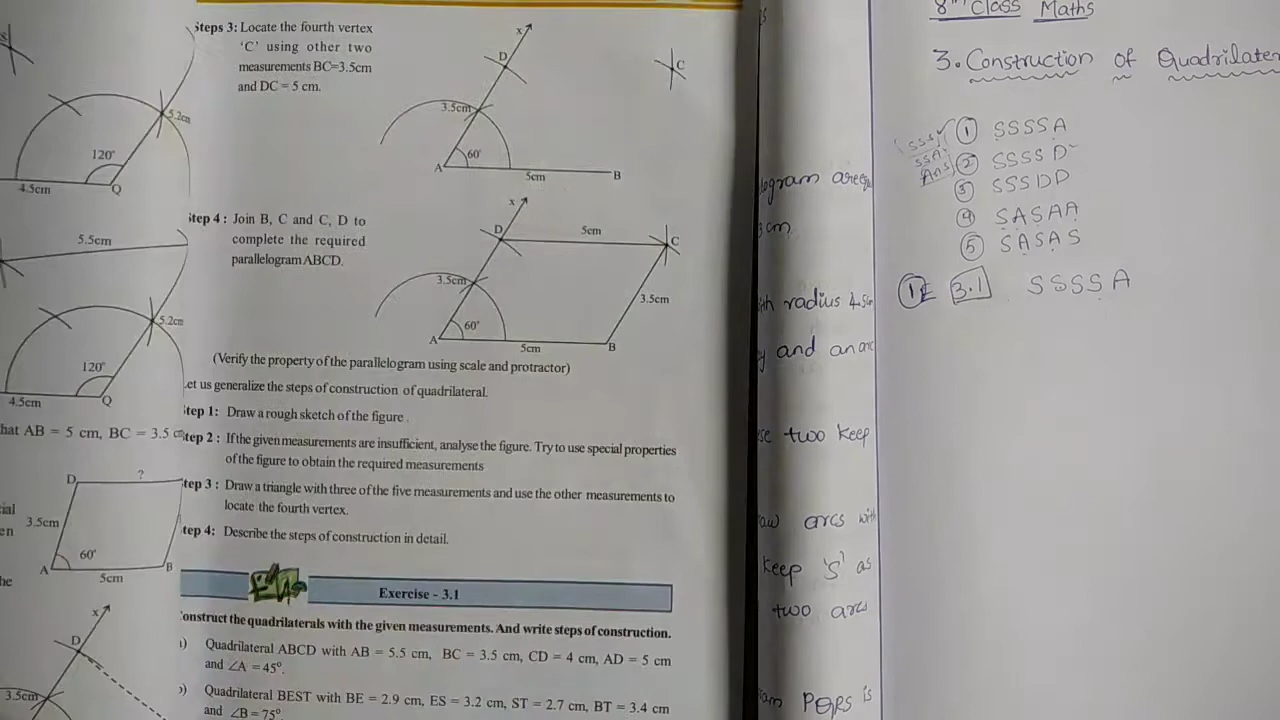 120°
5.2cm
4.5cm
Q
5.5cm
120°
5.2cm
4.5cm
Q
hat AB = 5 cm, BC = 3.5 c
D
?
3.5cm
60°
A
5cm
B
x
D
3.5cm
Steps 3: Locate the fourth vertex
‘C’ using other two
measurements BC=3.5cm
and DC = 5 cm.
x
D
C
3.5cm
60°
A
5cm
B
Step 4 : Join B, C and C, D to
complete the required
parallelogram ABCD.
x
D
5cm
C
3.5cm
3.5cm
60°
A
5cm
B
(Verify the property of the parallelogram using scale and protractor)
Let us generalize the steps of construction of quadrilateral.
Step 1: Draw a rough sketch of the figure .
Step 2 : If the given measurements are insufficient, analyse the figure. Try to use special properties
of the figure to obtain the required measurements
Step 3 : Draw a triangle with three of the five measurements and use the other measurements to
locate the fourth vertex.
Step 4: Describe the steps of construction in detail.
Exercise - 3.1
Construct the quadrilaterals with the given measurements. And write steps of construction.
Quadrilateral ABCD with AB = 5.5 cm, BC = 3.5 cm, CD = 4 cm, AD = 5 cm
and ∠A = 45°.
Quadrilateral BEST with BE = 2.9 cm, ES = 3.2 cm, ST = 2.7 cm, BT = 3.4 cm
and ∠B = 75°
radius 4.5
and an arc
two keep
arcs with
keep 'S' as
two arcs
PQRS is
8th Class Maths
3. Construction of Quadrilater
① SSSSA
② SSSSD
③ SSSDD
④ SASAA
⑤ SASAS
① E 3.1 SSSSA